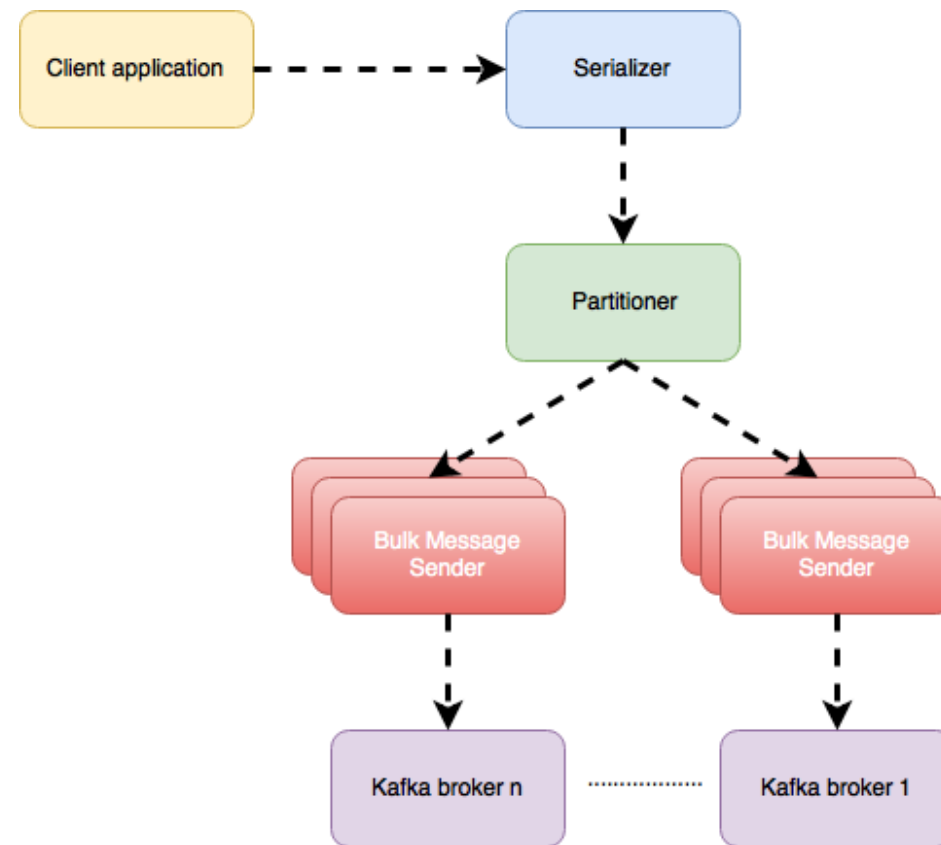 Client application
Serializer
Partitioner
Bulk Message
Sender
Bulk Message
Sender
Kafka broker n
Kafka broker 1